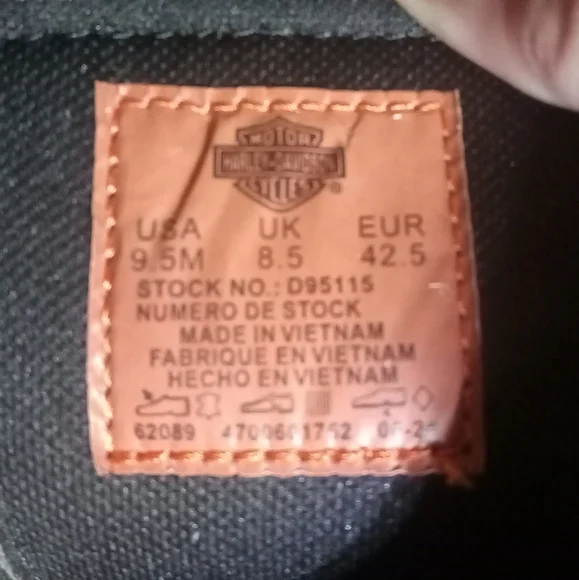 MOTOR
HARLEY-DAVIDSON
CYCLES
®
USA UK EUR
9.5M 8.5 42.5
STOCK NO.: D95115
NUMERO DE STOCK
MADE IN VIETNAM
FABRIQUE EN VIETNAM
HECHO EN VIETNAM
62089